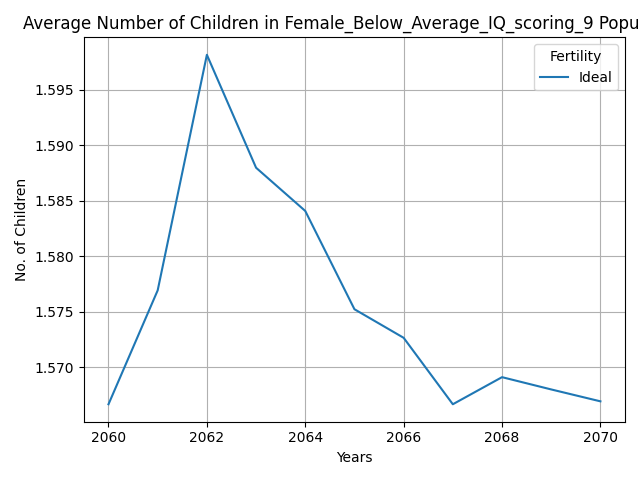 Average Number of Children in Female_Below_Average_IQ_scoring_9 Popu
Fertility
Ideal
1.595
1.590
1.585
1.580
1.575
1.570
No. of Children
2060
2062
2064
2066
2068
2070
Years